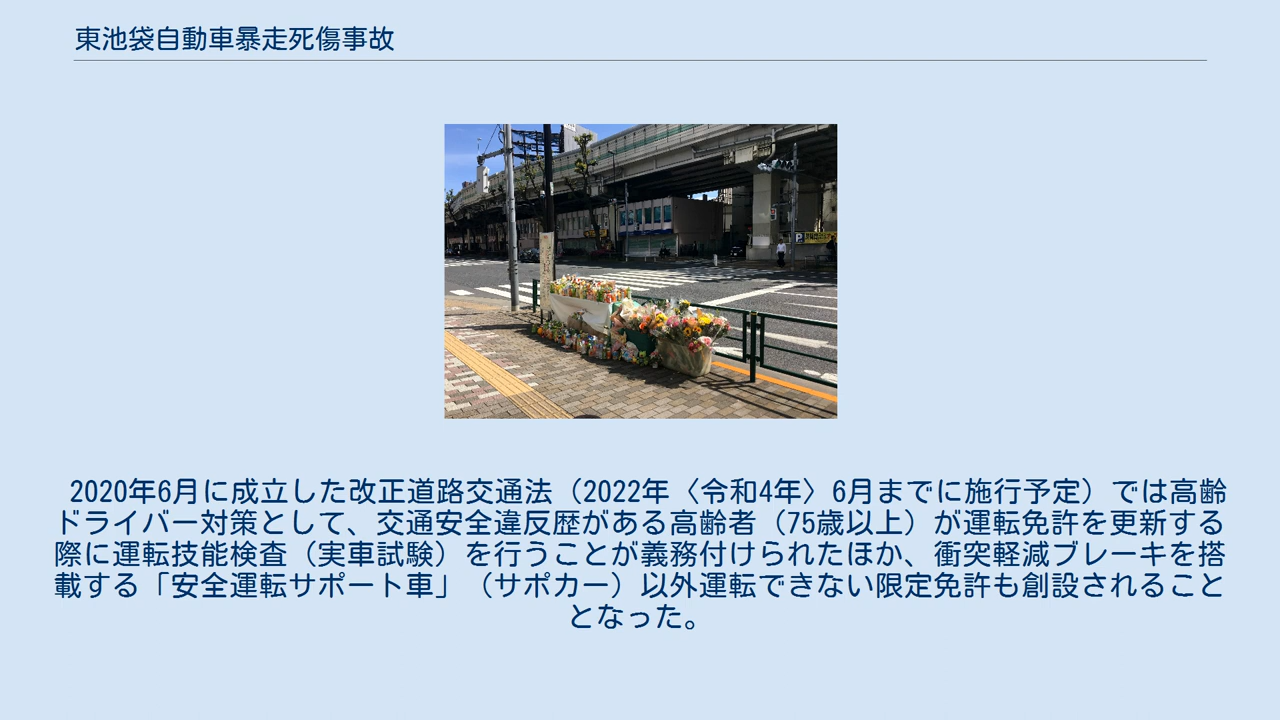 東池袋自動車暴走死傷事故
P
2020年6月に成立した改正道路交通法（2022年〈令和4年〉6月までに施行予定）では高齢
ドライバー対策として、交通安全違反歴がある高齢者（75歳以上）が運転免許を更新する
際に運転技能検査（実車試験）を行うことが義務付けられたほか、衝突軽減ブレーキを搭
載する「安全運転サポート車」（サポカー）以外運転できない限定免許も創設されること
となった。